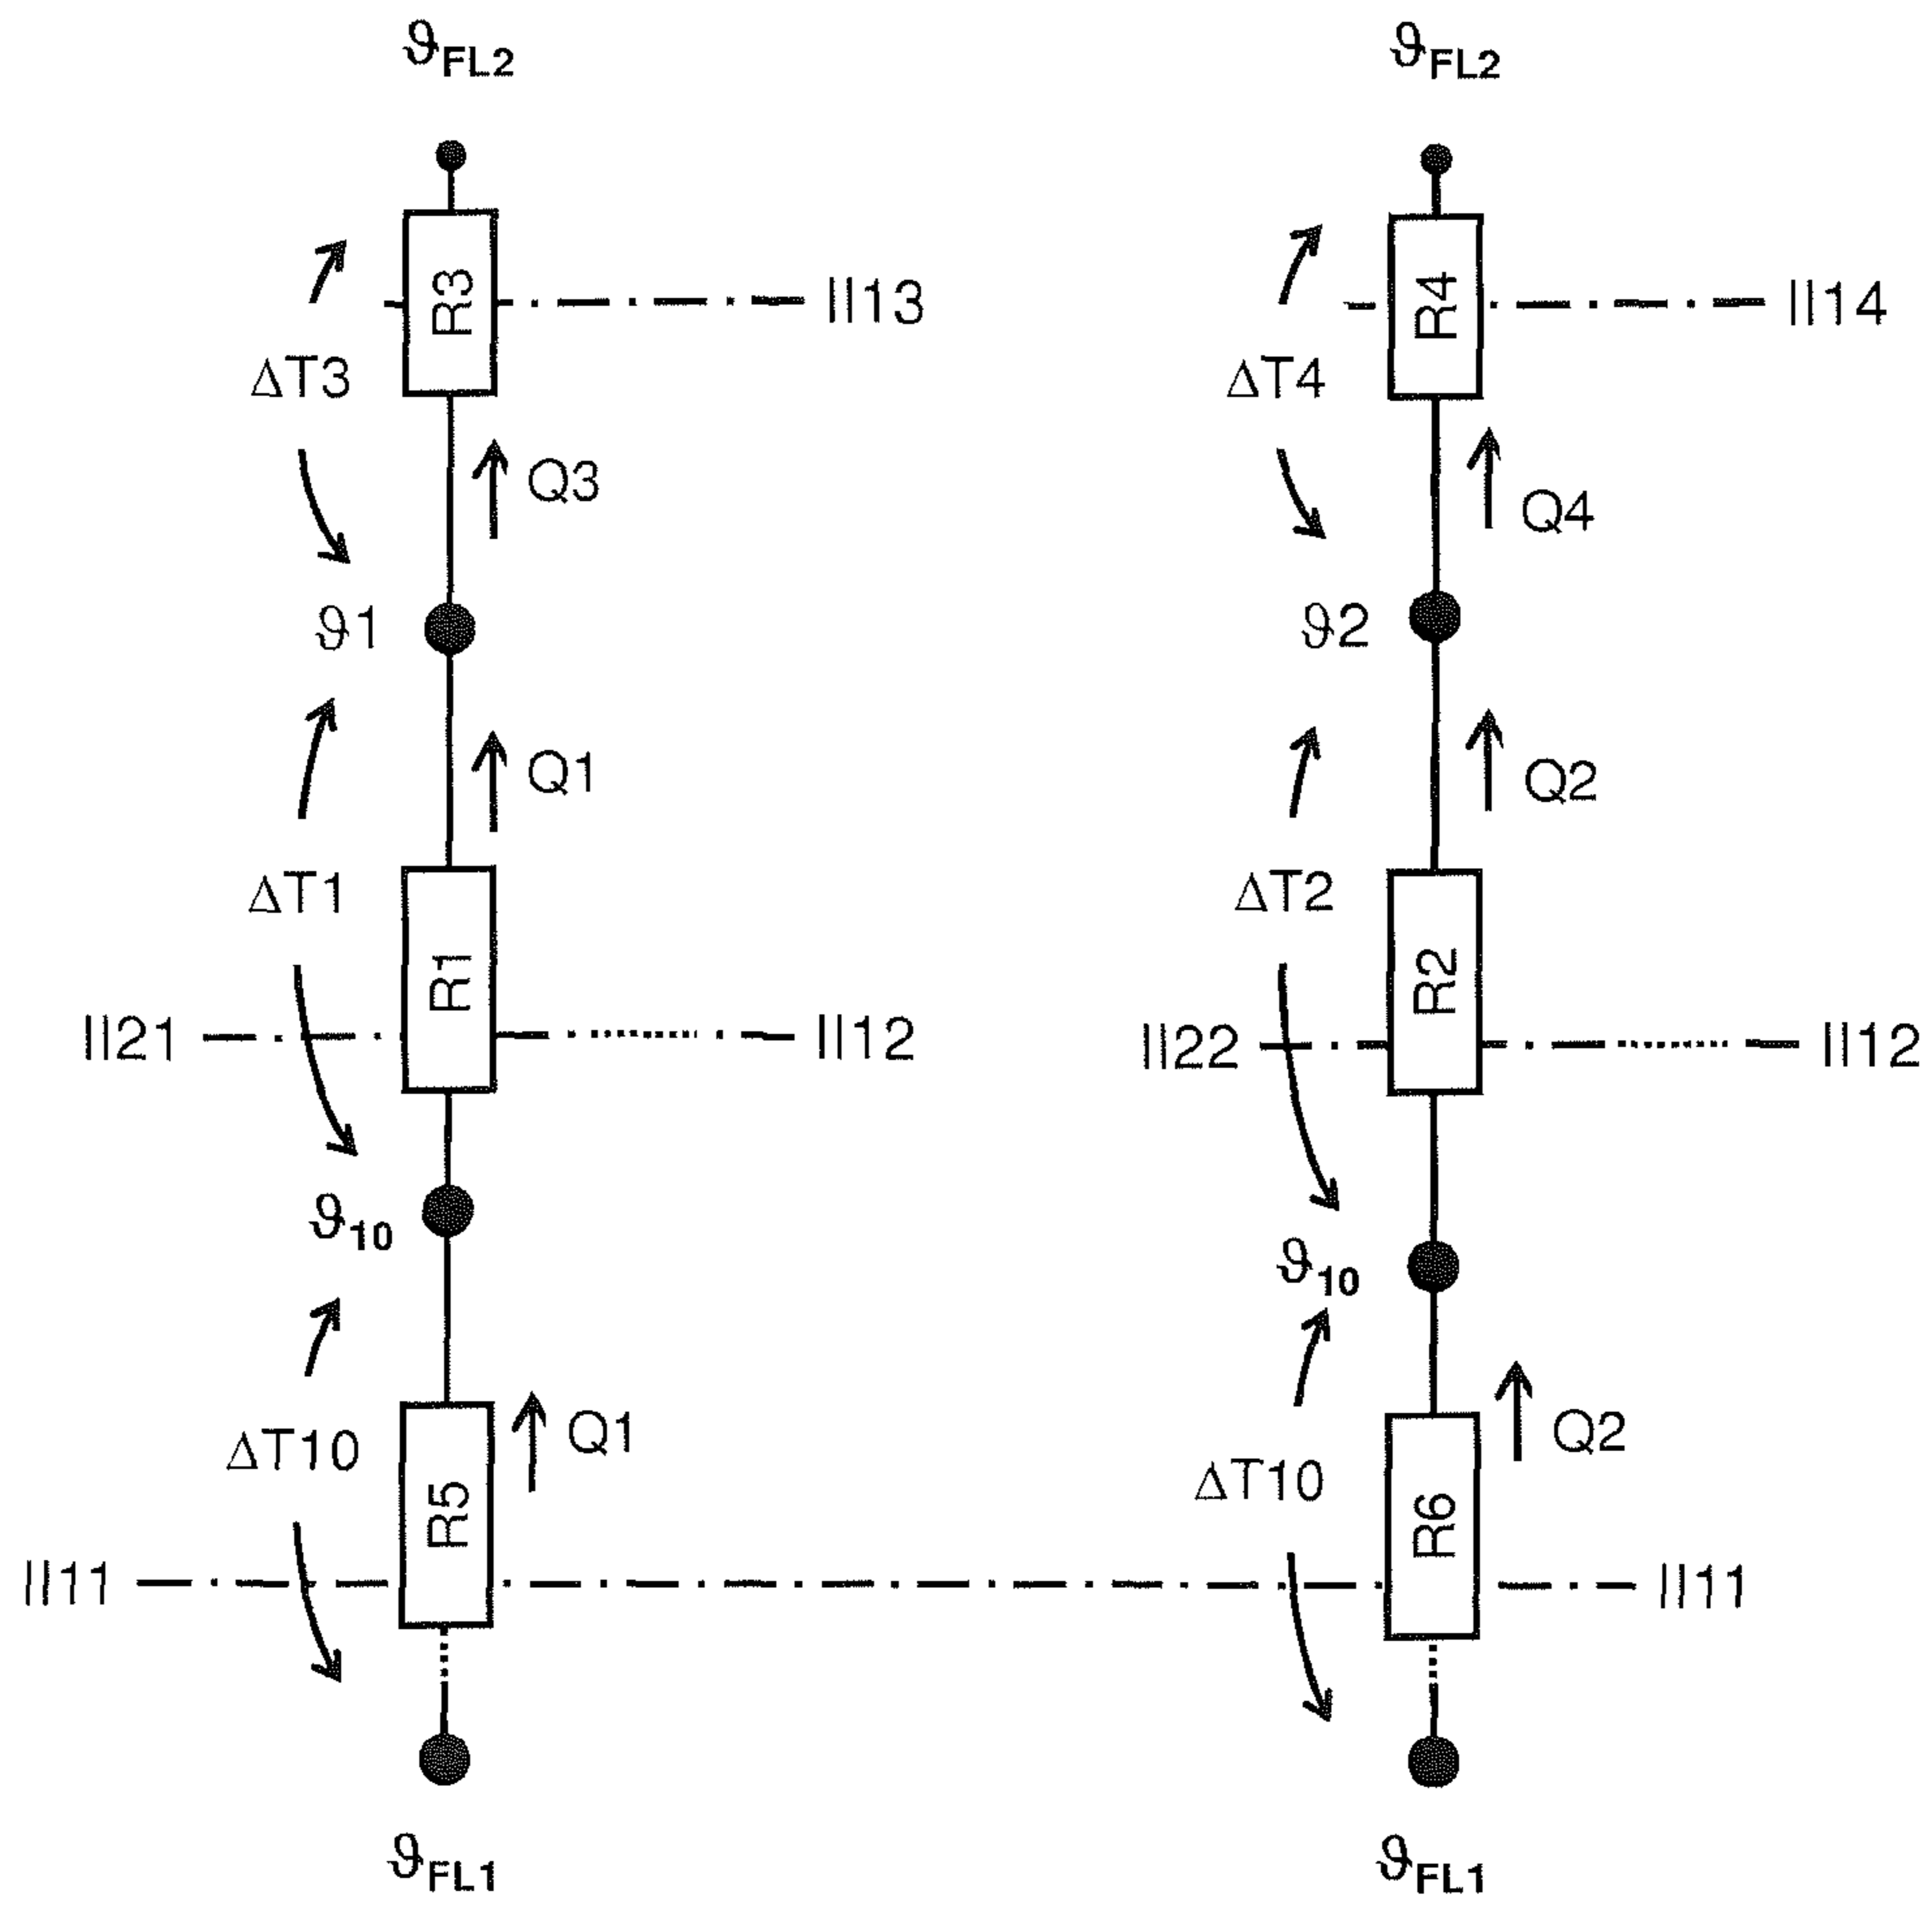 ϑFL2 ϑFL2
R3 II13 R4 II14
ΔT3 ΔT4
Q3 Q4
ϑ1 ϑ2
Q1 Q2
ΔT1 ΔT2
R1 R2
II21 II12 II22 II12
ϑ10 ϑ10
Q1 Q2
ΔT10 ΔT10
R5 R6
II11 II11
ϑFL1 ϑFL1